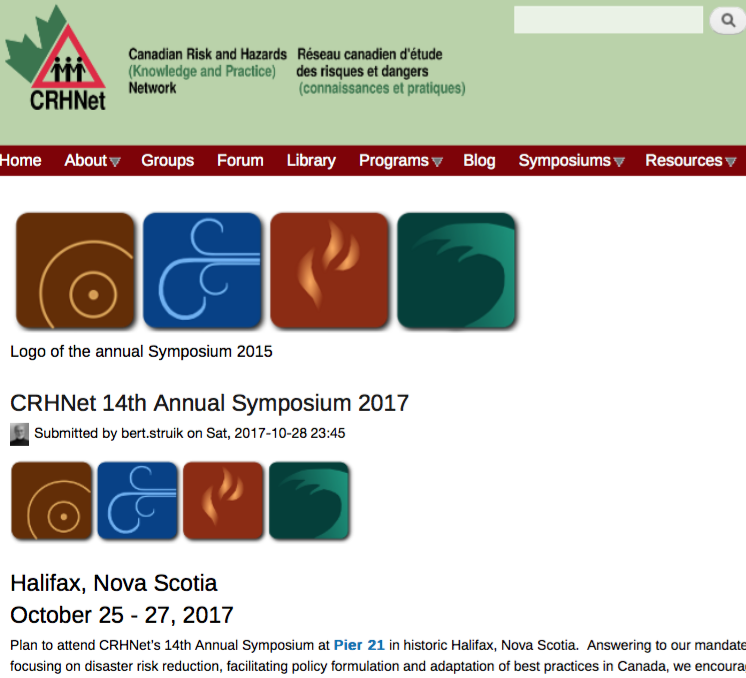 CRHNet
Canadian Risk and Hazards
(Knowledge and Practice)
Network
Réseau canadien d'étude
des risques et dangers
(connaissances et pratiques)
Home About Groups Forum Library Programs Blog Symposiums Resources
Logo of the annual Symposium 2015
CRHNet 14th Annual Symposium 2017
Submitted by bert.struik on Sat, 2017-10-28 23:45
Halifax, Nova Scotia
October 25 - 27, 2017
Plan to attend CRHNet's 14th Annual Symposium at Pier 21 in historic Halifax, Nova Scotia. Answering to our mandate
focusing on disaster risk reduction, facilitating policy formulation and adaptation of best practices in Canada, we